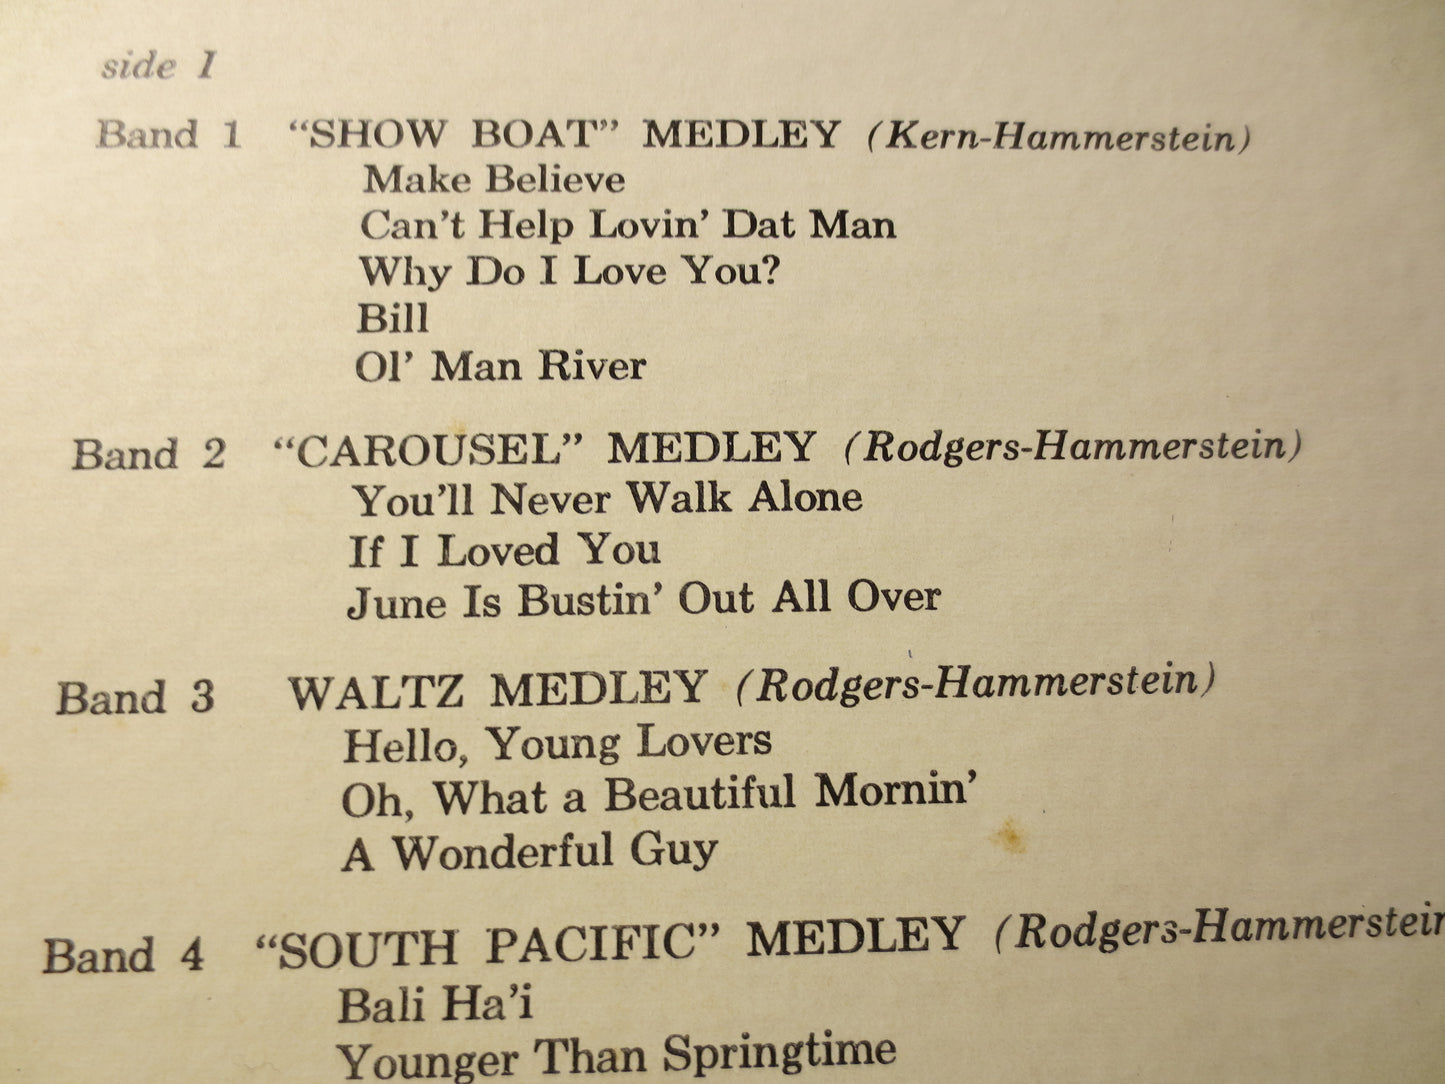 side 1
Band 1 “SHOW BOAT” MEDLEY (Kern-Hammerstein)
Make Believe
Can’t Help Lovin’ Dat Man
Why Do I Love You?
Bill
Ol’ Man River
Band 2 “CAROUSEL” MEDLEY (Rodgers-Hammerstein)
You’ll Never Walk Alone
If I Loved You
June Is Bustin’ Out All Over
Band 3 WALTZ MEDLEY (Rodgers-Hammerstein)
Hello, Young Lovers
Oh, What a Beautiful Mornin’
A Wonderful Guy
Band 4 “SOUTH PACIFIC” MEDLEY (Rodgers-Hammerstein
Bali Ha’i
Younger Than Springtime